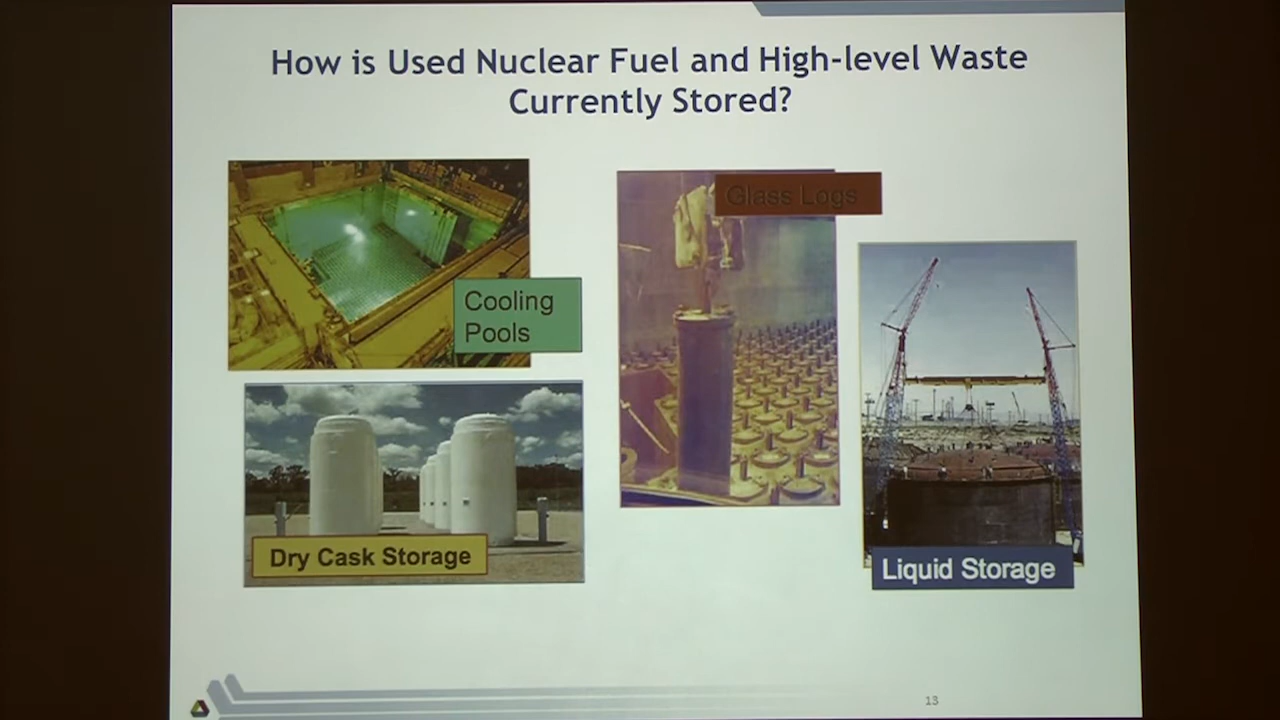 How is Used Nuclear Fuel and High-level Waste
Currently Stored?
Glass Logs
Cooling
Pools
Dry Cask Storage
Liquid Storage
13